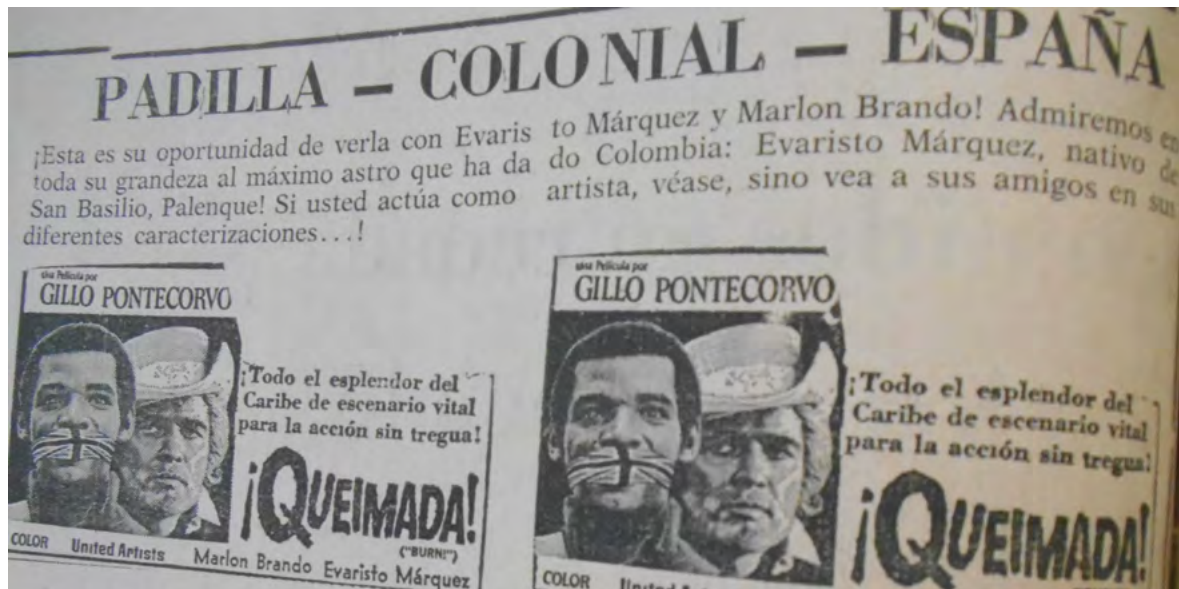 PADILLA – COLONIAL – ESPAÑA
¡Esta es su oportunidad de verla con Evaris to Márquez y Marlon Brando! Admiremos en
toda su grandeza al máximo astro que ha da do Colombia: Evaristo Márquez, nativo de
San Basilio, Palenque! Si usted actúa como artista, véase, sino vea a sus amigos en sus
diferentes caracterizaciones...!
una Película por
GILLO PONTECORVO
¡Todo el esplendor del
Caribe de escenario vital
para la acción sin tregua!
¡QUEIMADA!
("BURN!")
COLOR United Artists Marlon Brando Evaristo Márquez
una Película por
GILLO PONTECORVO
¡Todo el esplendor del
Caribe de escenario vital
para la acción sin tregua!
¡QUEIMADA!
COLOR